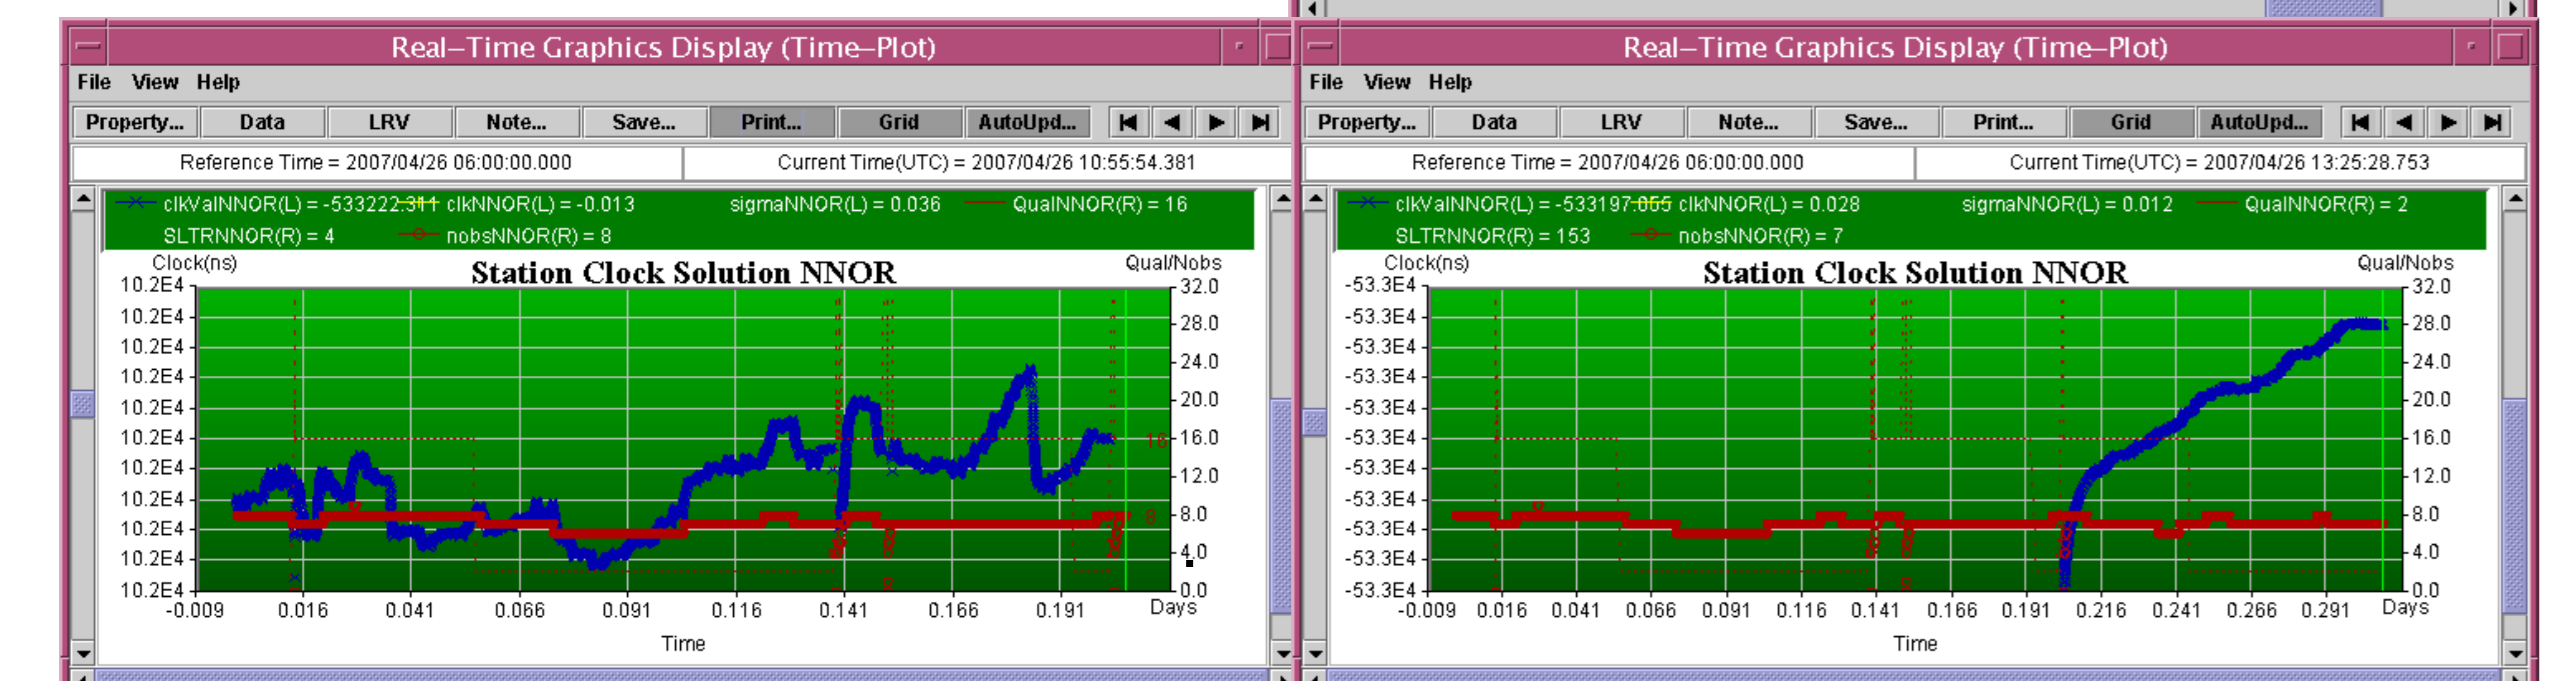 Real–Time Graphics Display (Time–Plot)
File View Help
Property... Data LRV Note... Save... Print... Grid AutoUpd...
Reference Time = 2007/04/26 06:00:00.000 Current Time(UTC) = 2007/04/26 10:55:54.381
clkValNNOR(L) = -533222.311 clkNNOR(L) = -0.013 sigmaNNOR(L) = 0.036 QualNNOR(R) = 16
SLTRNNOR(R) = 4 nobsNNOR(R) = 8
Clock(ns) Station Clock Solution NNOR Qual/Nobs
10.2E4 32.0
10.2E4 28.0
10.2E4 24.0
10.2E4
10.2E4 20.0
10.2E4 16 16.0
10.2E4 12.0
10.2E4 8 8.0
10.2E4
10.2E4 4.0
10.2E4 0.0
-0.009 0.016 0.041 0.066 0.091 0.116 0.141 0.166 0.191 Days
Time
Real–Time Graphics Display (Time–Plot)
File View Help
Property... Data LRV Note... Save... Print... Grid AutoUpd...
Reference Time = 2007/04/26 06:00:00.000 Current Time(UTC) = 2007/04/26 13:25:28.753
clkValNNOR(L) = -533197.055 clkNNOR(L) = 0.028 sigmaNNOR(L) = 0.012 QualNNOR(R) = 2
SLTRNNOR(R) = 153 nobsNNOR(R) = 7
Clock(ns) Station Clock Solution NNOR Qual/Nobs
-53.3E4 32.0
-53.3E4 28.0
-53.3E4 24.0
-53.3E4
-53.3E4 20.0
-53.3E4 16.0
-53.3E4 12.0
-53.3E4 8.0
-53.3E4
-53.3E4 4.0
-53.3E4 0.0
-0.009 0.016 0.041 0.066 0.091 0.116 0.141 0.166 0.191 0.216 0.241 0.266 0.291 Days
Time